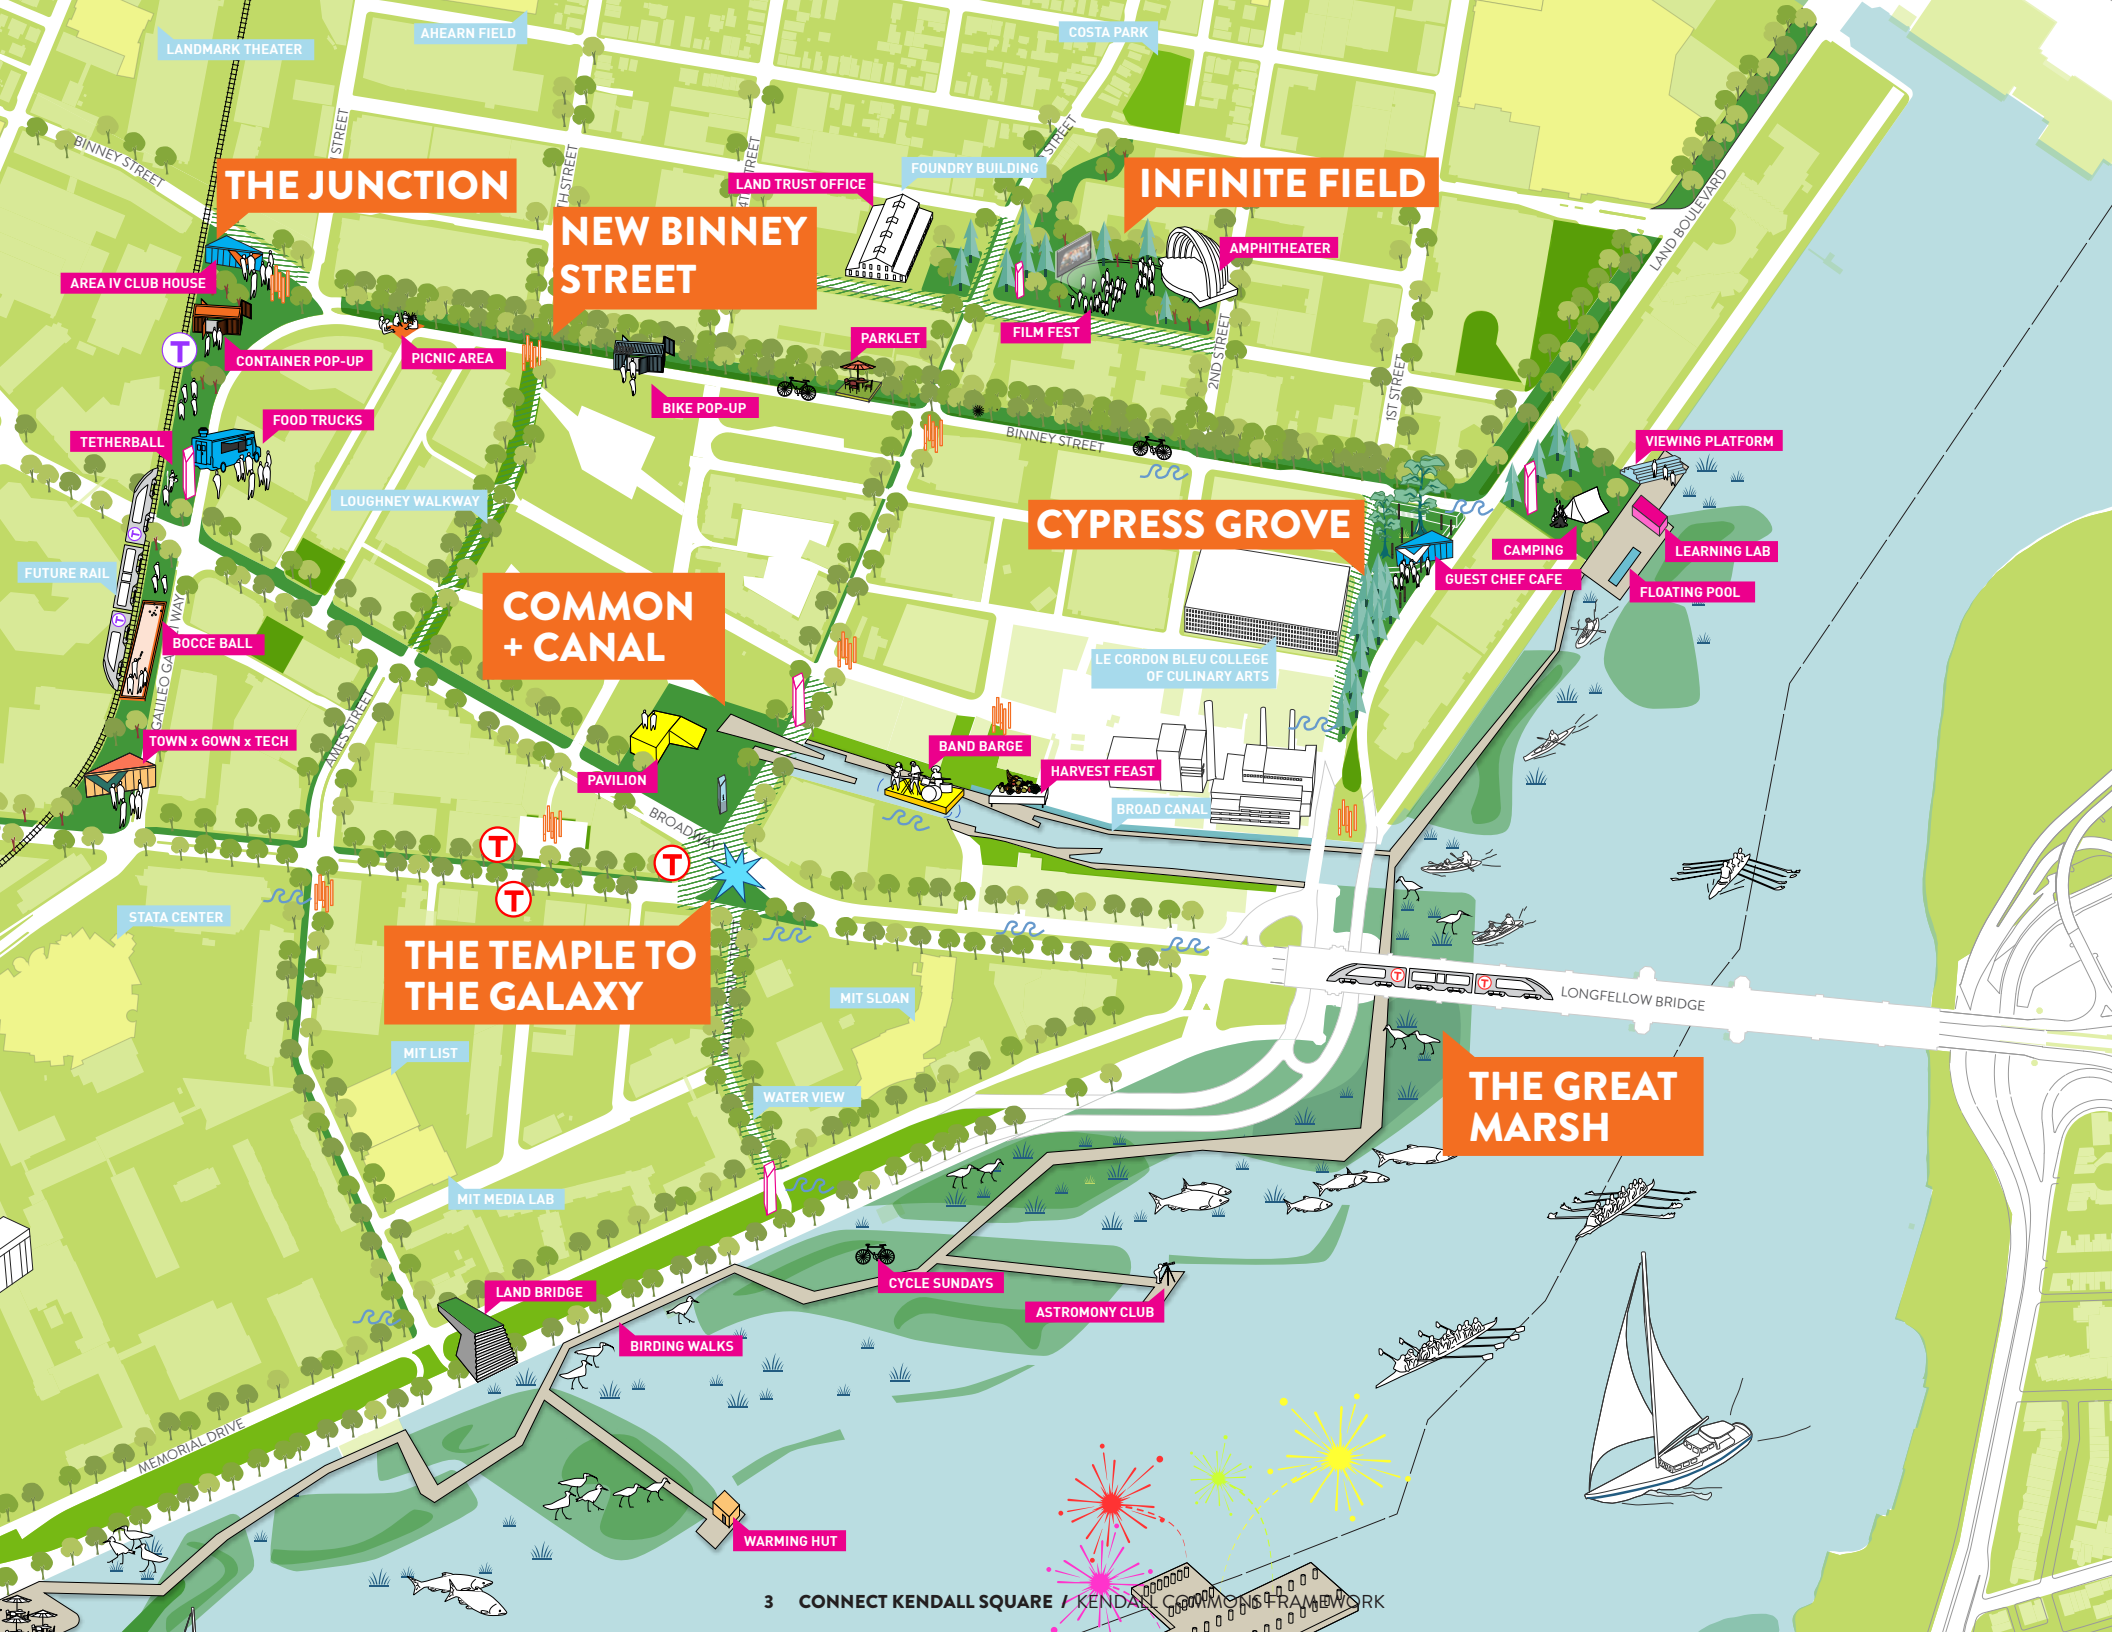 LANDMARK THEATER
AHEARN FIELD
COSTA PARK
BINNEY STREET
STREET
STREET
THE JUNCTION
LAND TRUST OFFICE
FOUNDRY BUILDING
STREET
INFINITE FIELD
LAND BOULEVARD
NEW BINNEY
STREET
AMPHITHEATER
AREA IV CLUB HOUSE
FILM FEST
PARKLET
T
CONTAINER POP-UP
PICNIC AREA
2ND STREET
1ST STREET
BIKE POP-UP
FOOD TRUCKS
TETHERBALL
BINNEY STREET
VIEWING PLATFORM
LOUGHNEY WALKWAY
CYPRESS GROVE
CAMPING
LEARNING LAB
FUTURE RAIL
T
T
GUEST CHEF CAFE
FLOATING POOL
COMMON
+ CANAL
BOCCE BALL
LE CORDON BLEU COLLEGE
OF CULINARY ARTS
AMES STREET
TOWN x GOWN x TECH
BAND BARGE
HARVEST FEAST
PAVILION
BROAD CANAL
BROADWAY
T
T
T
STATA CENTER
THE TEMPLE TO
THE GALAXY
MIT SLOAN
T
T
LONGFELLOW BRIDGE
MIT LIST
WATER VIEW
THE GREAT
MARSH
MIT MEDIA LAB
LAND BRIDGE
CYCLE SUNDAYS
ASTROMONY CLUB
BIRDING WALKS
MEMORIAL DRIVE
WARMING HUT
3 CONNECT KENDALL SQUARE / KENDALL COMMONS FRAMEWORK